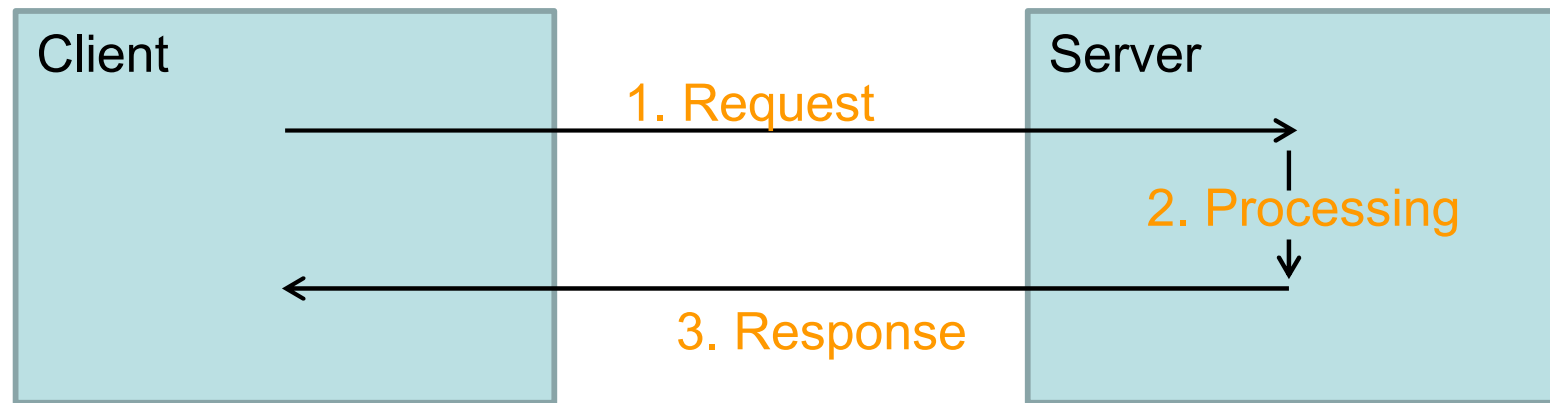 Client
Server
1. Request
2. Processing
3. Response